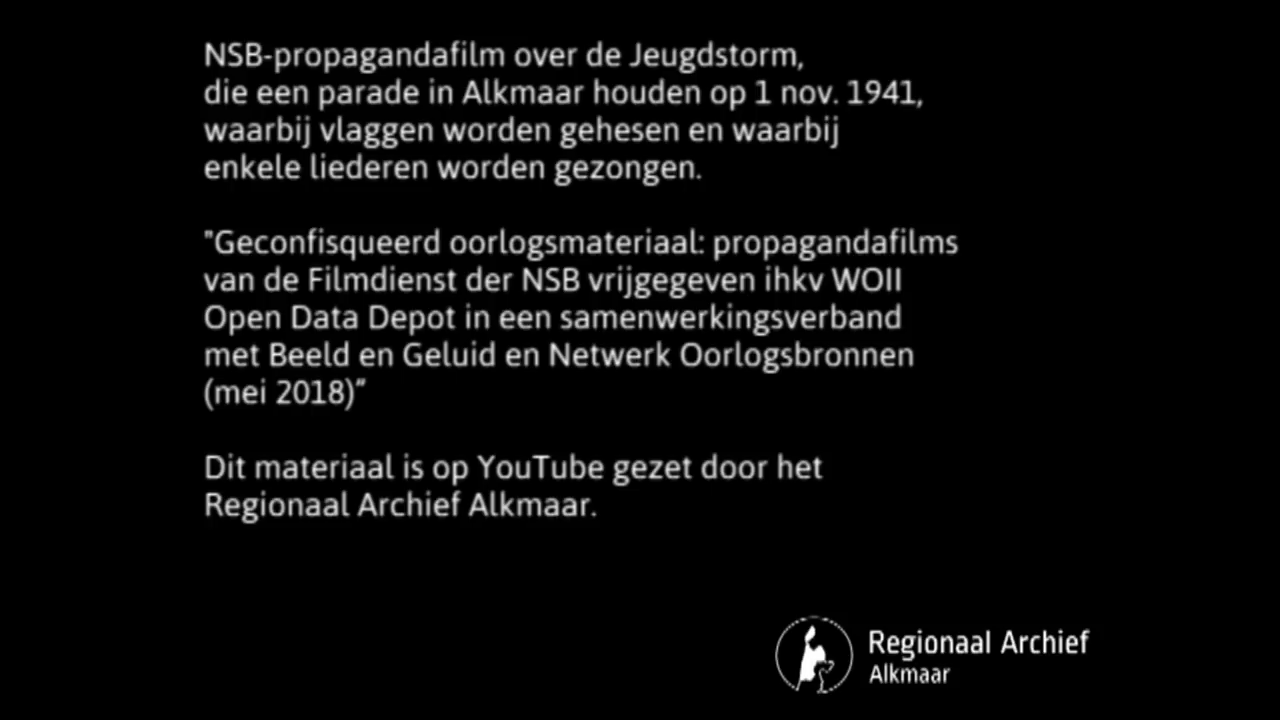 NSB-propagandafilm over de Jeugdstorm,
die een parade in Alkmaar houden op 1 nov. 1941,
waarbij vlaggen worden gehesen en waarbij
enkele liederen worden gezongen.
"Geconfisqueerd oorlogsmateriaal: propagandafilms
van de Filmdienst der NSB vrijgegeven ihkv WOII
Open Data Depot in een samenwerkingsverband
met Beeld en Geluid en Netwerk Oorlogsbronnen
(mei 2018)”
Dit materiaal is op YouTube gezet door het
Regionaal Archief Alkmaar.
Regionaal Archief
Alkmaar